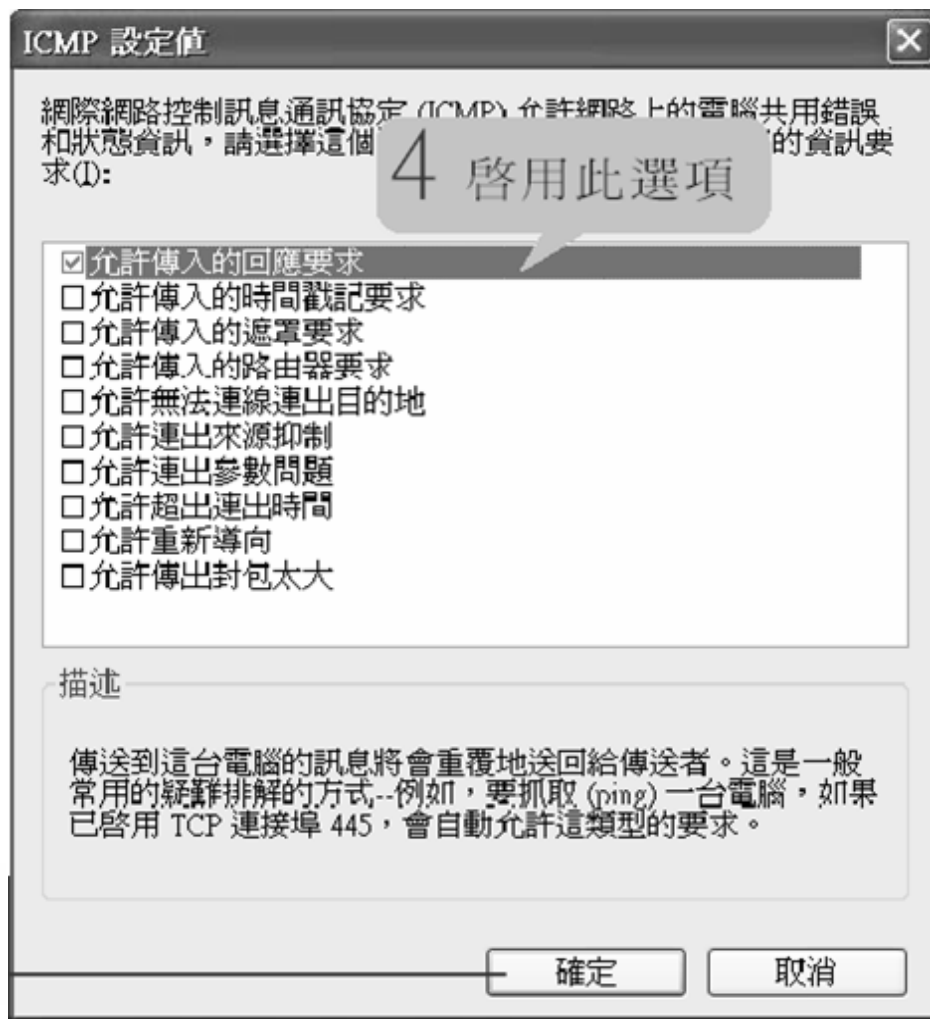 ICMP 設定値
網際網路控制訊息通訊協定 (ICMP) 允許網路上的電腦共用錯誤
和狀態資訊,請選擇這個 的資訊要
求(I):
4 啓用此選項
允許傳入的回應要求
允許傳入的時間戳記要求
允許傳入的遮罩要求
允許傳入的路由器要求
允許無法連線連出目的地
允許連出來源抑制
允許連出參數問題
允許超出連出時間
允許重新導向
允許傳出封包太大
描述
傳送到這台電腦的訊息將會重覆地送回給傳送者。這是一般
常用的疑難排解的方式--例如,要抓取 (ping) 一台電腦,如果
已啓用 TCP 連接埠 445,會自動允許這類型的要求。
確定
取消